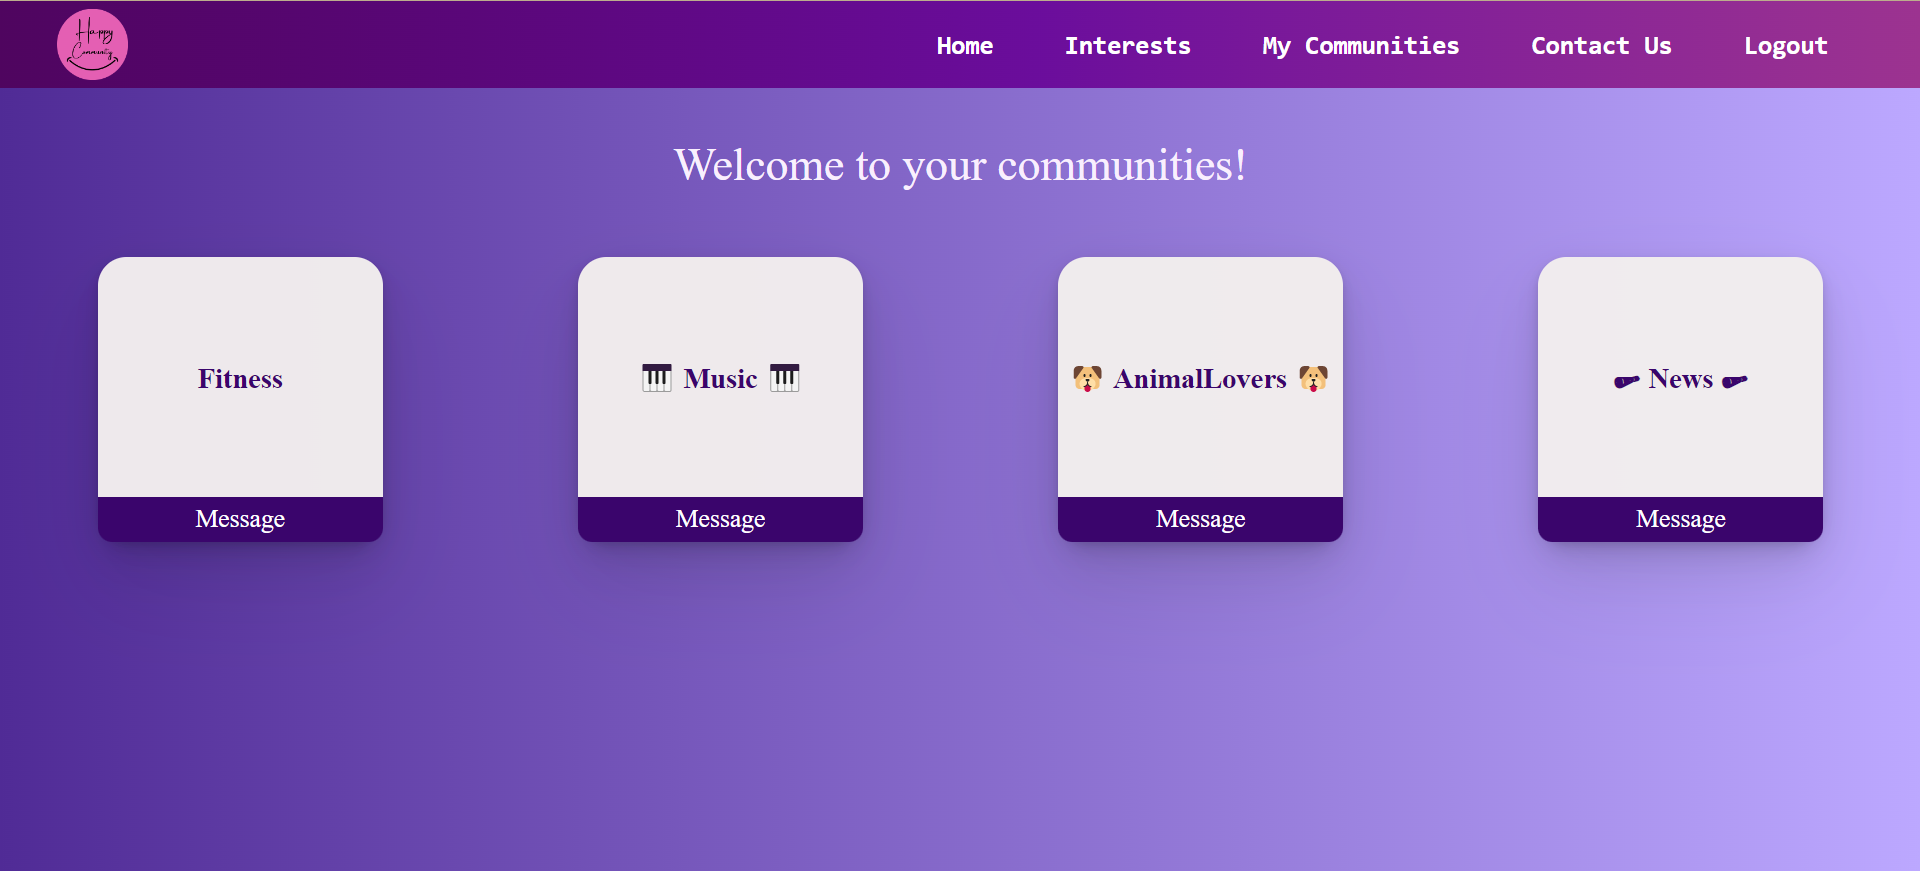 Happy
Community
Home Interests My Communities Contact Us Logout
Welcome to your communities!
Fitness
🎹 Music 🎹
🐶 AnimalLovers 🐶
News
Message Message Message Message